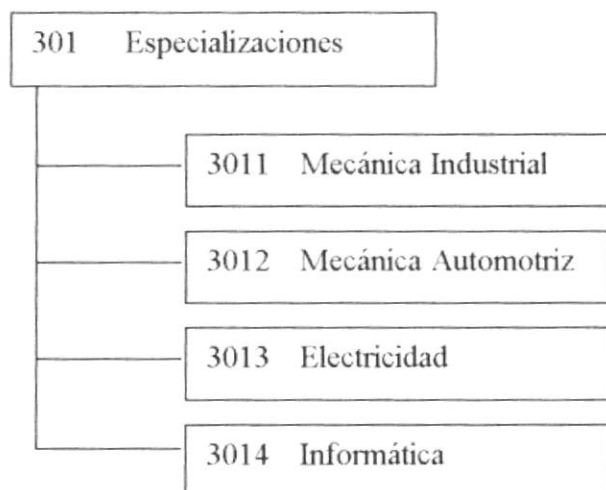 301 Especializaciones
3011 Mecánica Industrial
3012 Mecánica Automotriz
3013 Electricidad
3014 Informática